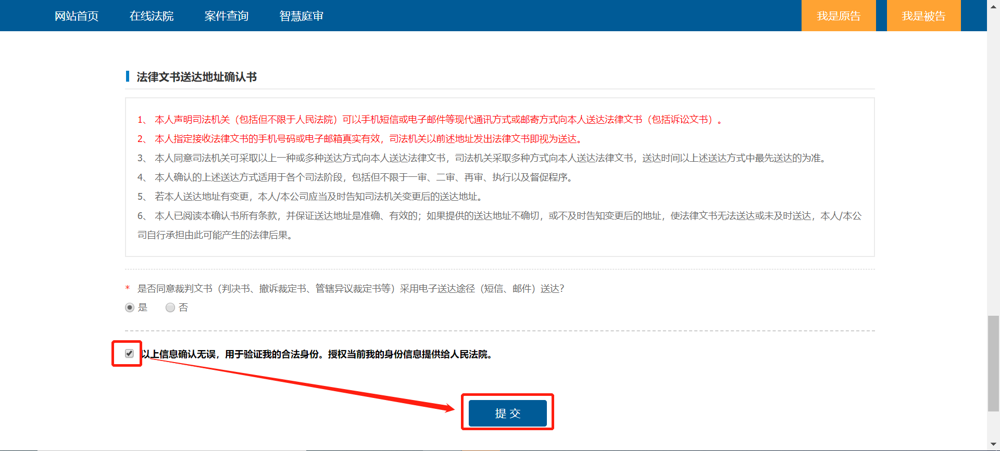 网站首页 在线法院 案件查询 智慧庭审 我是原告 我是被告
法律文书送达地址确认书
1、 本人声明司法机关（包括但不限于人民法院）可以手机短信或电子邮件等现代通讯方式或邮寄方式向本人送达法律文书（包括诉讼文书）。
2、 本人指定接收法律文书的手机号码或电子邮箱真实有效，司法机关以前述地址发出法律文书即视为送达。
3、 本人同意司法机关可采取以上一种或多种送达方式向本人送达法律文书，司法机关采取多种方式向本人送达法律文书，送达时间以上述送达方式中最先送达的为准。
4、 本人确认的上述送达方式适用于各个司法阶段，包括但不限于一审、二审、再审、执行以及督促程序。
5、 若本人送达地址有变更，本人/本公司应当及时告知司法机关变更后的送达地址。
6、 本人已阅读本确认书所有条款，并保证送达地址是准确、有效的；如果提供的送达地址不确切，或不及时告知变更后的地址，使法律文书无法送达或未及时送达，本人/本公
司自行承担由此可能产生的法律后果。
* 是否同意裁判文书（判决书、撤诉裁定书、管辖异议裁定书等）采用电子送达途径（短信、邮件）送达?
是 否
以上信息确认无误，用于验证我的合法身份。授权当前我的身份信息提供给人民法院。
提 交